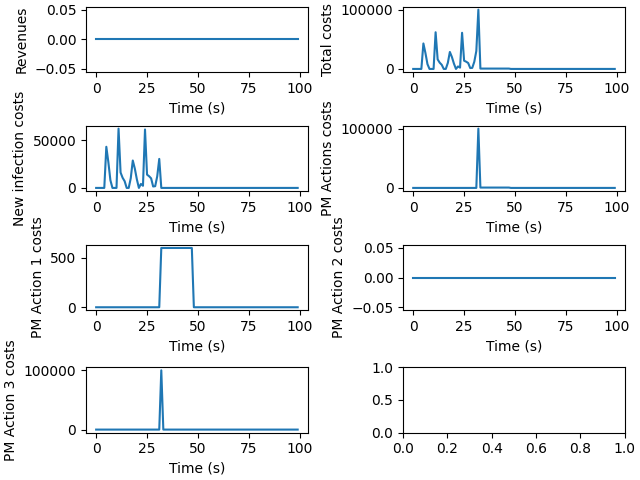 Revenues
0.05
0.00
−0.05
0 25 50 75 100
Time (s)
Total costs
100000
0
0 25 50 75 100
Time (s)
New infection costs
50000
0
0 25 50 75 100
Time (s)
PM Actions costs
100000
0
0 25 50 75 100
Time (s)
PM Action 1 costs
500
0
0 25 50 75 100
Time (s)
PM Action 2 costs
0.05
0.00
−0.05
0 25 50 75 100
Time (s)
PM Action 3 costs
100000
0
0 25 50 75 100
Time (s)
1.0
0.5
0.0
0.0 0.2 0.4 0.6 0.8 1.0